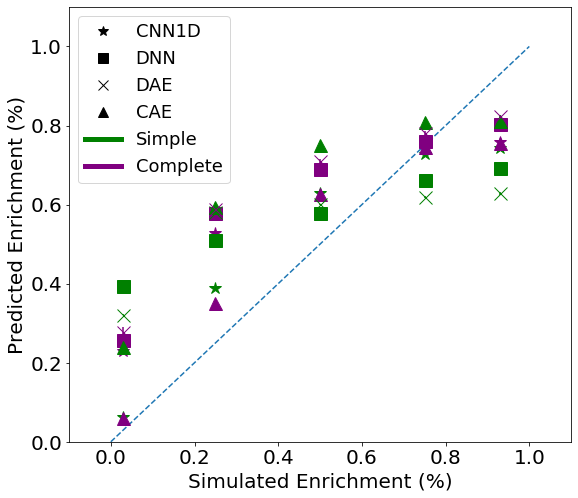 CNN1D
DNN
DAE
CAE
Simple
Complete
Predicted Enrichment (%)
1.0
0.8
0.6
0.4
0.2
0.0
0.0 0.2 0.4 0.6 0.8 1.0
Simulated Enrichment (%)